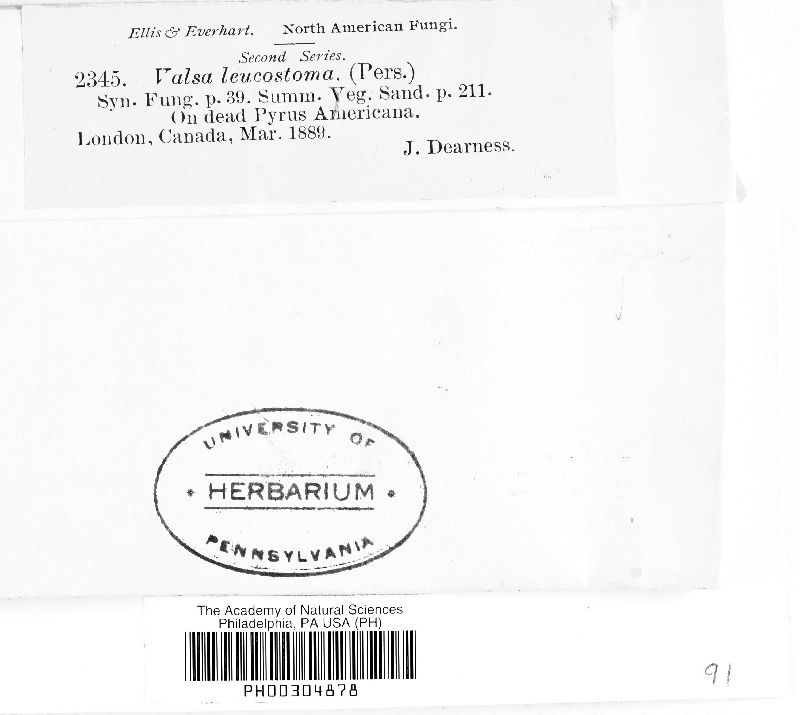 Ellis & Everhart. North American Fungi.
Second Series.
2345. Valsa leucostoma. (Pers.)
Syn. Fung. p. 39. Summ. Veg. Sand. p. 211.
On dead Pyrus Americana.
London, Canada, Mar. 1889.
J. Dearness.
UNIVERSITY OF
HERBARIUM
PENNSYLVANIA
The Academy of Natural Sciences
Philadelphia, PA USA (PH)
PH00304878
91